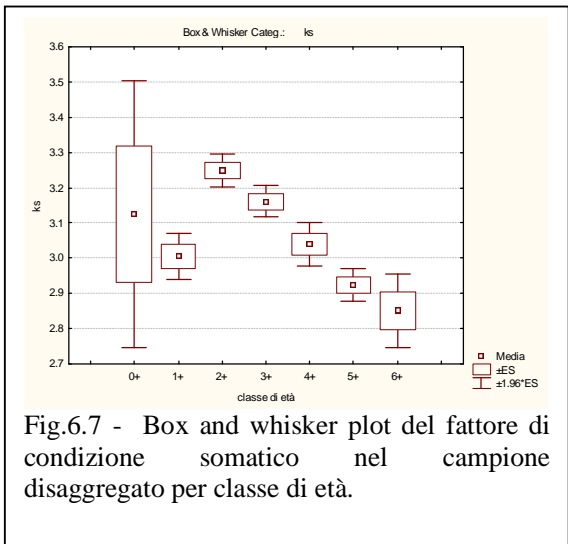 Box & Whisker Categ.: ks
3.6
3.5
3.4
3.3
3.2
3.1
3.0
2.9
2.8
2.7
ks
0+ 1+ 2+ 3+ 4+ 5+ 6+
classe di età
Media
±ES
±1.96*ES
Fig.6.7 - Box and whisker plot del fattore di
condizione somatico nel campione
disaggregato per classe di età.